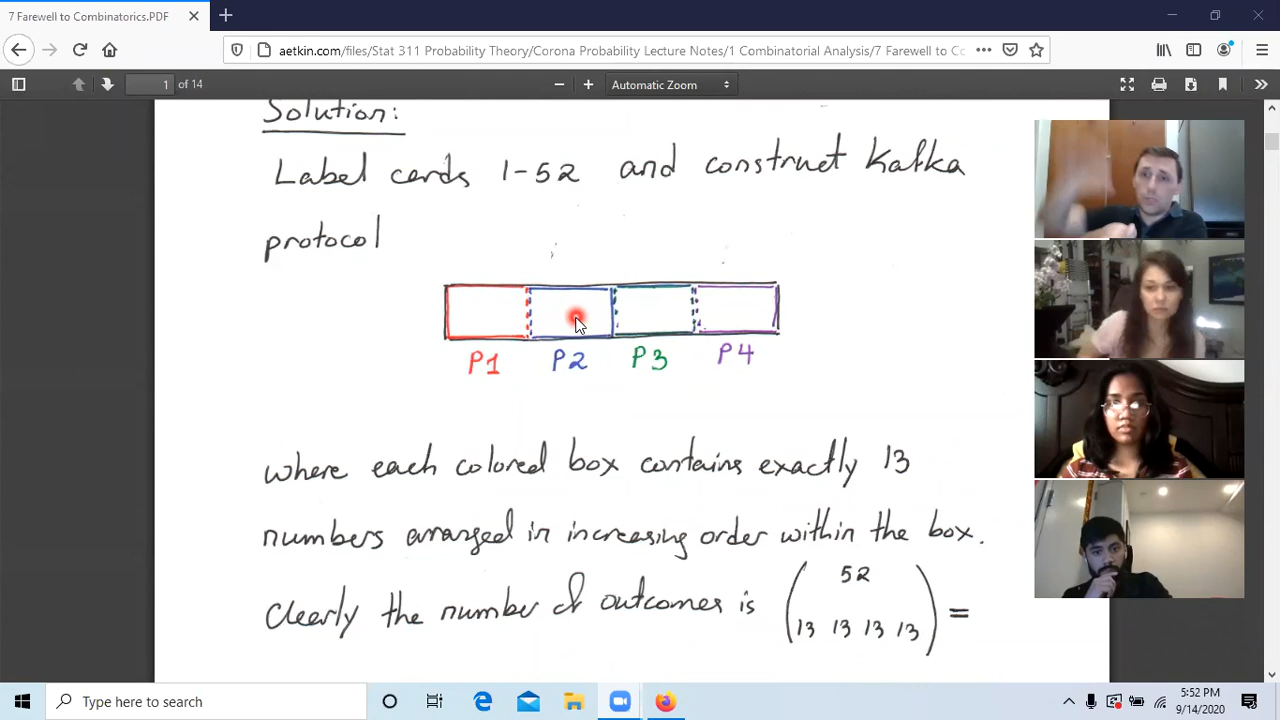 7 Farewell to Combinatorics.PDF
aetkin.com/files/Stat 311 Probability Theory/Corona Probability Lecture Notes/1 Combinatorial Analysis/7 Farewell to Co
1 of 14
Automatic Zoom
Solution:
Label cards 1-52 and construct Kafka
protocol
P1 P2 P3 P4
where each colored box contains exactly 13
numbers arranged in increasing order within the box.
Clearly the number of outcomes is (52
13 13 13 13) =
Type here to search
5:52 PM
9/14/2020